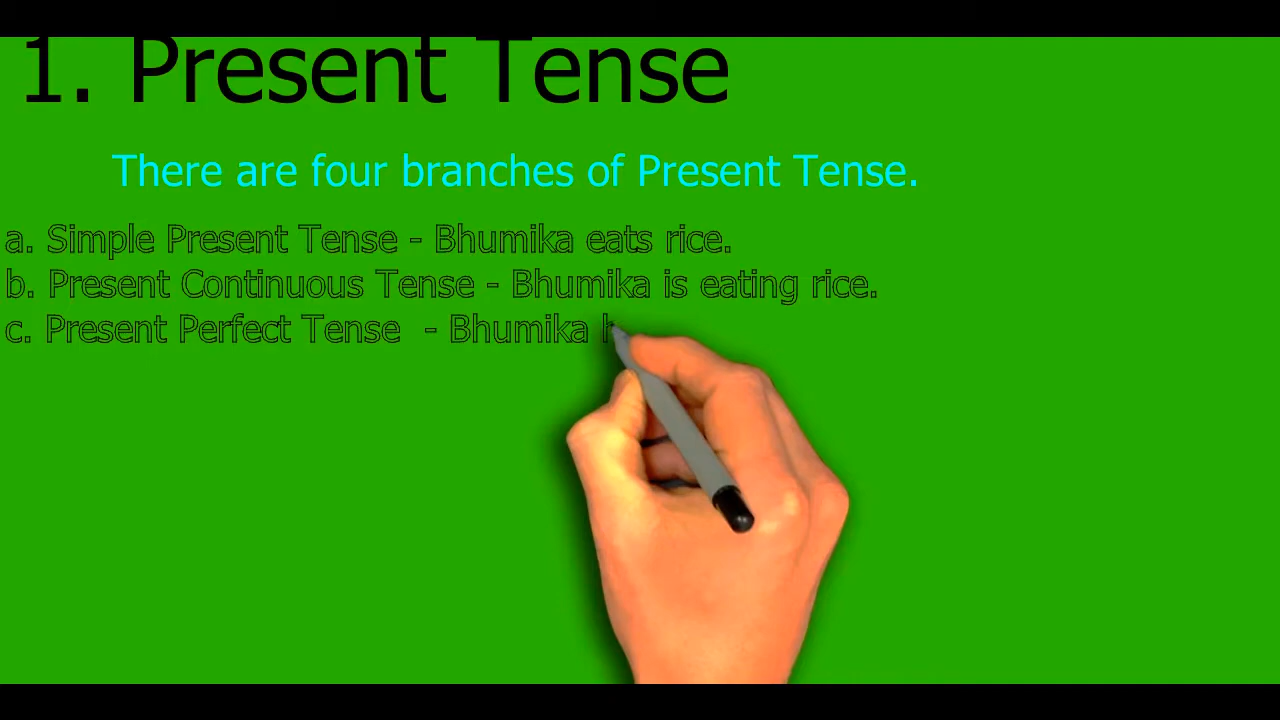 1. Present Tense
There are four branches of Present Tense.
a. Simple Present Tense - Bhumika eats rice.
b. Present Continuous Tense - Bhumika is eating rice.
c. Present Perfect Tense - Bhumika h